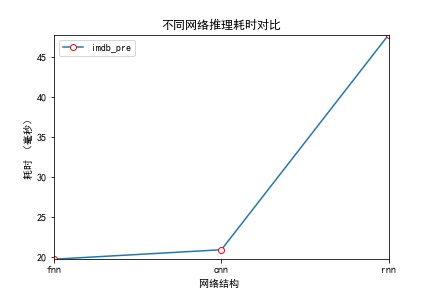 不同网络推理耗时对比
imdb_pre
耗时 （毫秒）
45
40
35
30
25
20
fnn
cnn
rnn
网络结构